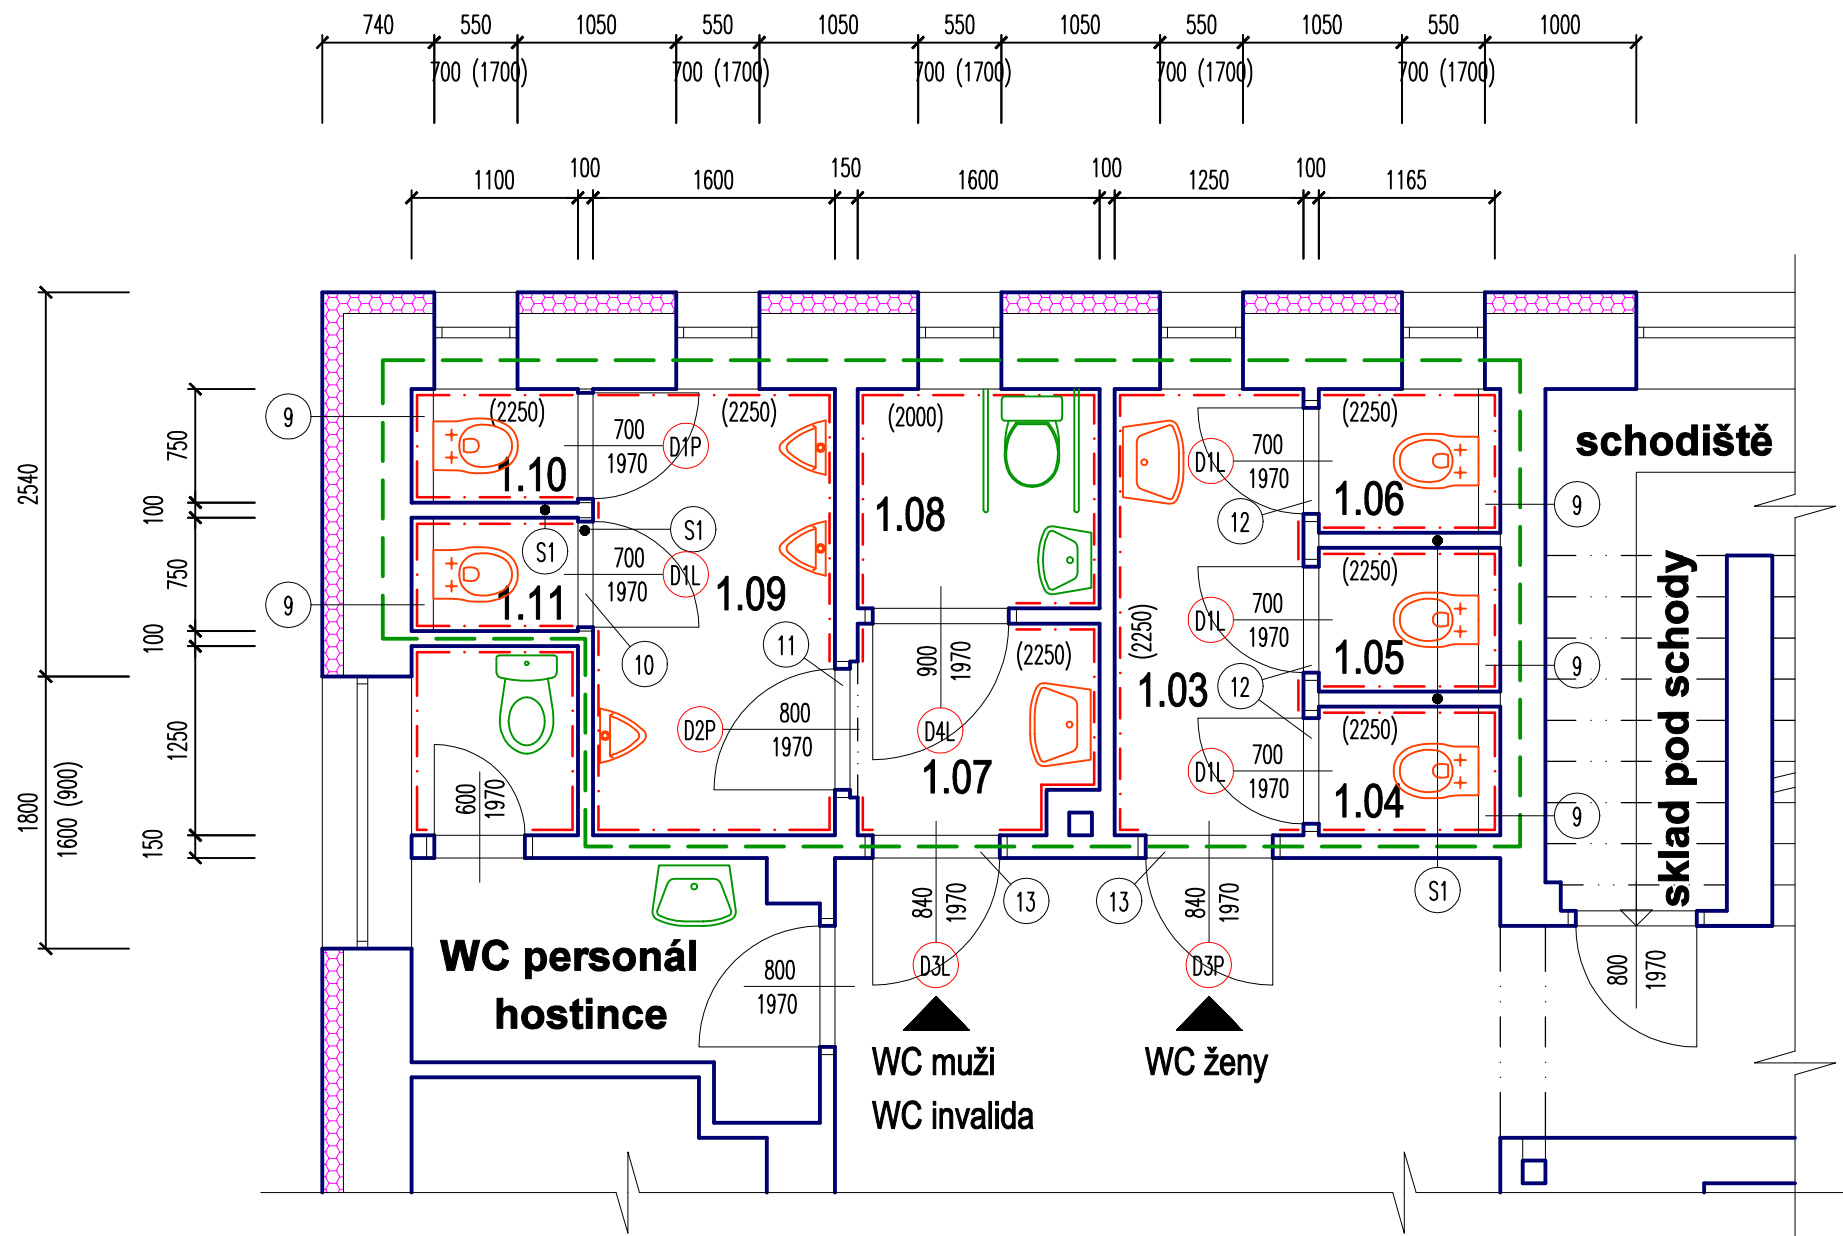 740 550 1050 550 1050 550 1050 550 1050 550 1000
700 (1700) 700 (1700) 700 (1700) 700 (1700) 700 (1700)
100 150 100 100
1100 1600 1600 1250 1165
2540
1800
1600 (900)
750
100
750
100
1250
150
9 (2250) (2250) (2000) (2250)
700
1970
D1P
1.10
S1
S1
9
700
1970
D1L
1.11
1.09
10
11
1.08
700
1970
D1L
12
1.06
9
schodiště
(2250)
700
1970
D1L
1.05
9
(2250)
1.03
12
(2250)
700
1970
D1L
1.04
9
S1
sklad pod schody
(2250)
900
1970
D4L
1.07
D2P
800
1970
600
1970
840
1970
13
D3L
13
840
1970
D3P
800
1970
800
1970
WC personál
hostince
WC muži
WC invalida
WC ženy